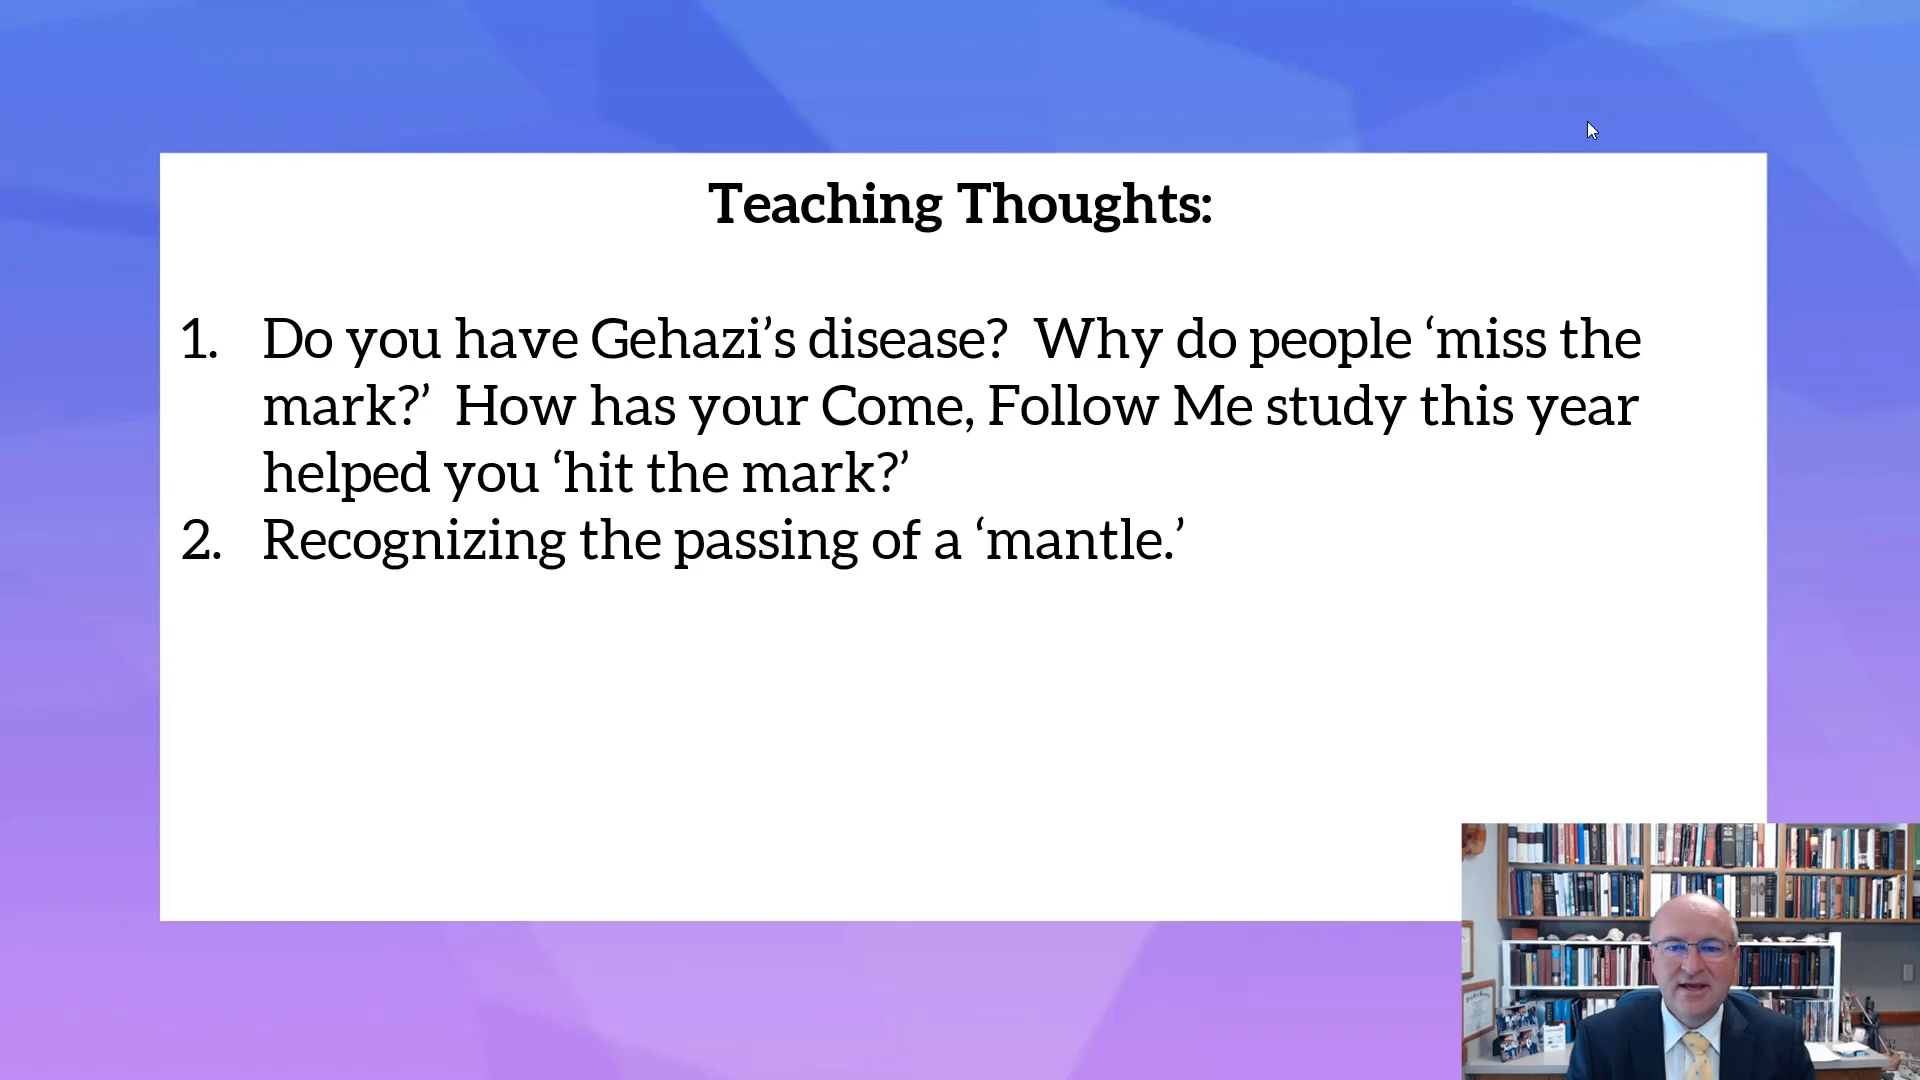 Teaching Thoughts:
1. Do you have Gehazi’s disease?  Why do people ‘miss the
mark?’  How has your Come, Follow Me study this year
helped you ‘hit the mark?’
2. Recognizing the passing of a ‘mantle.’